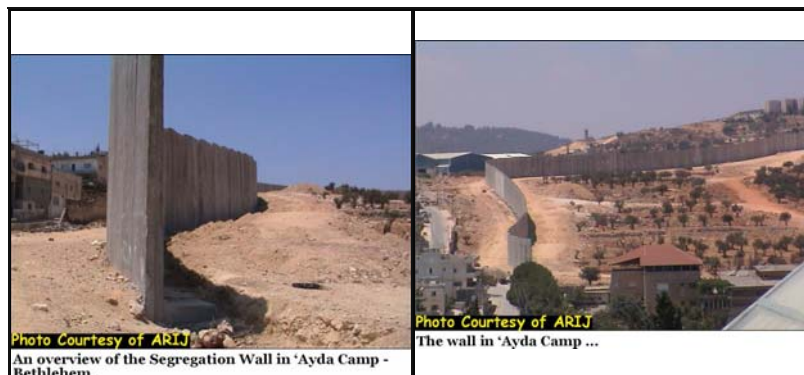 Photo Courtesy of ARIJ
An overview of the Segregation Wall in ‘Ayda Camp -
Bethlehem
Photo Courtesy of ARIJ
The wall in ‘Ayda Camp ...